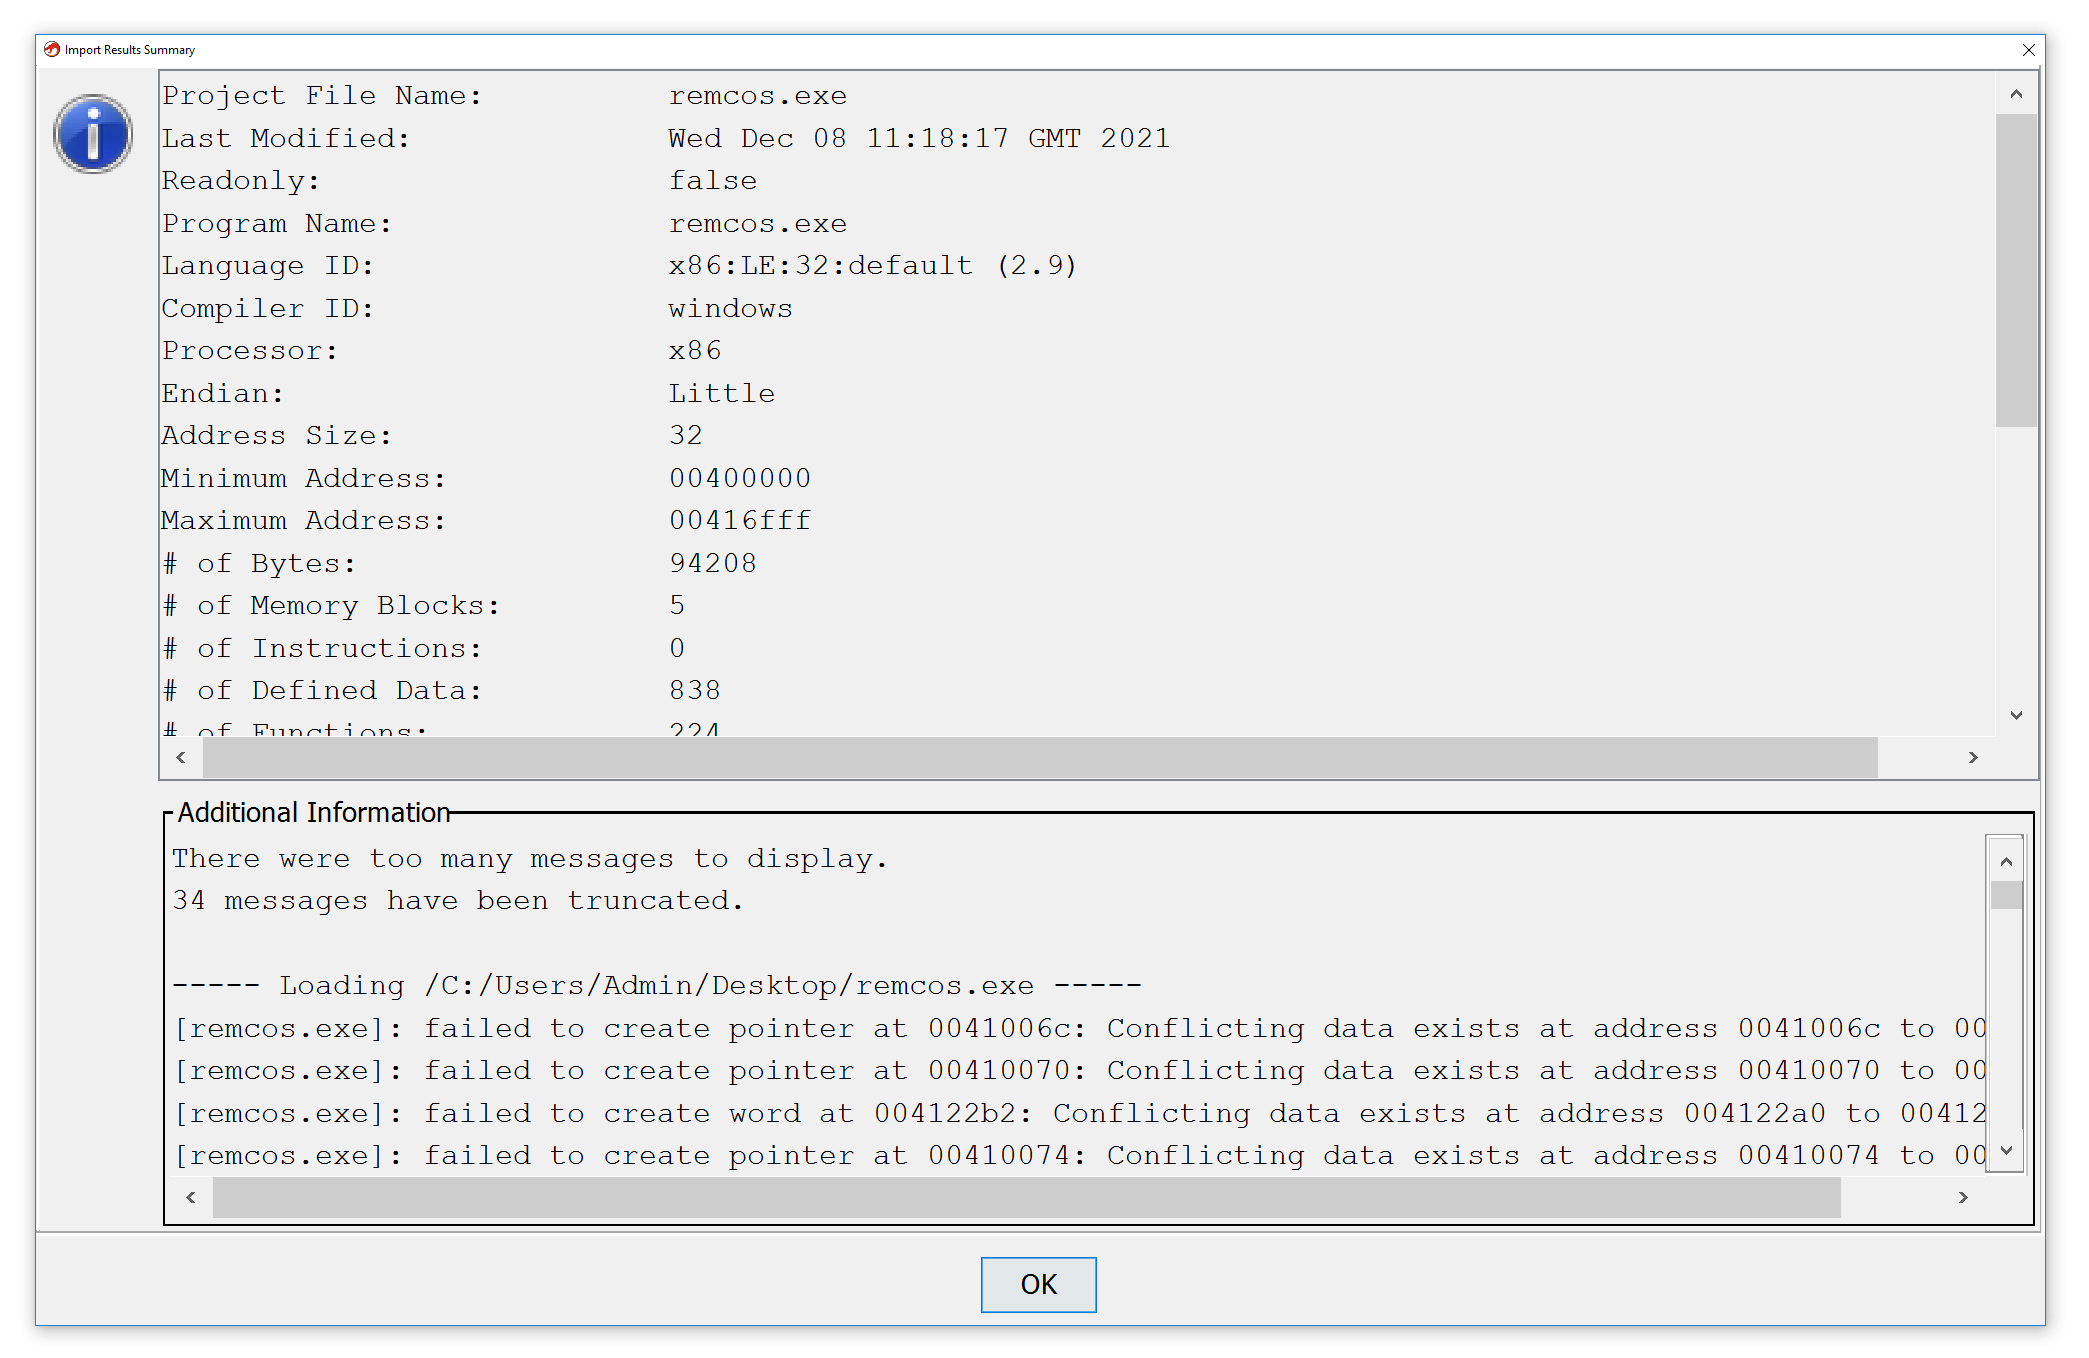 Import Results Summary
Project File Name: remcos.exe
Last Modified: Wed Dec 08 11:18:17 GMT 2021
Readonly: false
Program Name: remcos.exe
Language ID: x86:LE:32:default (2.9)
Compiler ID: windows
Processor: x86
Endian: Little
Address Size: 32
Minimum Address: 00400000
Maximum Address: 00416fff
# of Bytes: 94208
# of Memory Blocks: 5
# of Instructions: 0
# of Defined Data: 838
# of Functions: 224
Additional Information
There were too many messages to display.
34 messages have been truncated.
----- Loading /C:/Users/Admin/Desktop/remcos.exe -----
[remcos.exe]: failed to create pointer at 0041006c: Conflicting data exists at address 0041006c to 00
[remcos.exe]: failed to create pointer at 00410070: Conflicting data exists at address 00410070 to 00
[remcos.exe]: failed to create word at 004122b2: Conflicting data exists at address 004122a0 to 00412
[remcos.exe]: failed to create pointer at 00410074: Conflicting data exists at address 00410074 to 00
OK